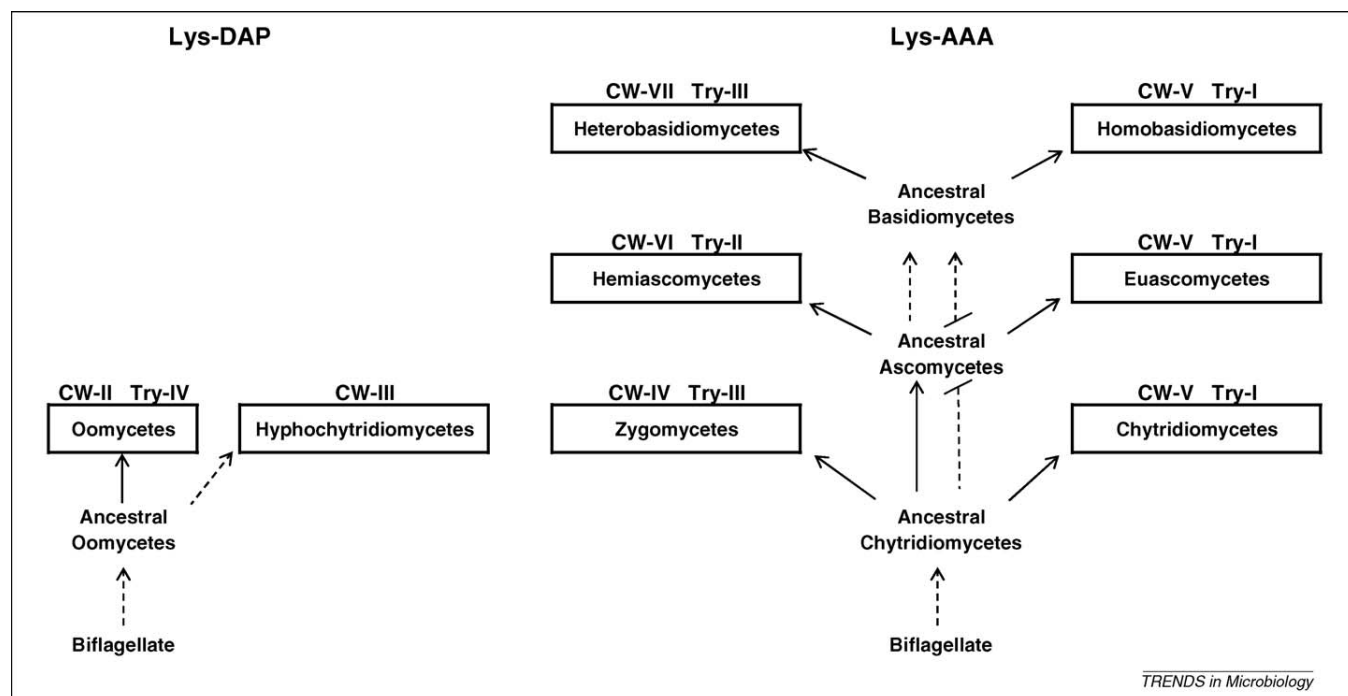 Lys-DAP
Lys-AAA
CW-VII Try-III
CW-V Try-I
Heterobasidiomycetes
Homobasidiomycetes
Ancestral
Basidiomycetes
CW-VI Try-II
CW-V Try-I
Hemiascomycetes
Euascomycetes
Ancestral
Ascomycetes
CW-II Try-IV
CW-III
CW-IV Try-III
CW-V Try-I
Oomycetes
Hyphochytridiomycetes
Zygomycetes
Chytridiomycetes
Ancestral
Oomycetes
Ancestral
Chytridiomycetes
Biflagellate
Biflagellate
TRENDS in Microbiology